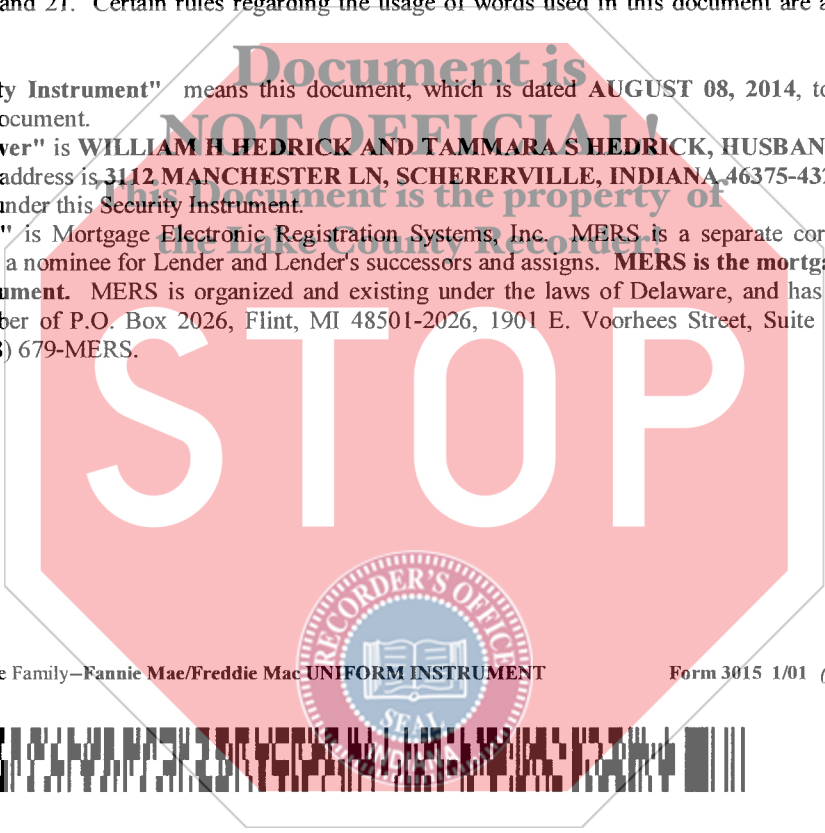 and 21. Certain rules regarding the usage of words used in this document are a
Document is
ty Instrument" means this document, which is dated AUGUST 08, 2014, to
ocument.
NOT OFFICIAL!
wer" is WILLIAM H HEDRICK AND TAMMARA S HEDRICK, HUSBAN
address is 3112 MANCHESTER LN, SCHERERVILLE, INDIANA 46375-432
This Document is the property of
under this Security Instrument.
" is Mortgage Electronic Registration Systems, Inc. MERS is a separate cor
the Lake County Recorder!
a nominee for Lender and Lender's successors and assigns. MERS is the mortga
ument. MERS is organized and existing under the laws of Delaware, and has
ber of P.O. Box 2026, Flint, MI 48501-2026, 1901 E. Voorhees Street, Suite
) 679-MERS.
STOP
RECORDER'S OFFICE
SEAL
INDIANA
e Family–Fannie Mae/Freddie Mac UNIFORM INSTRUMENT Form 3015 1/01 (